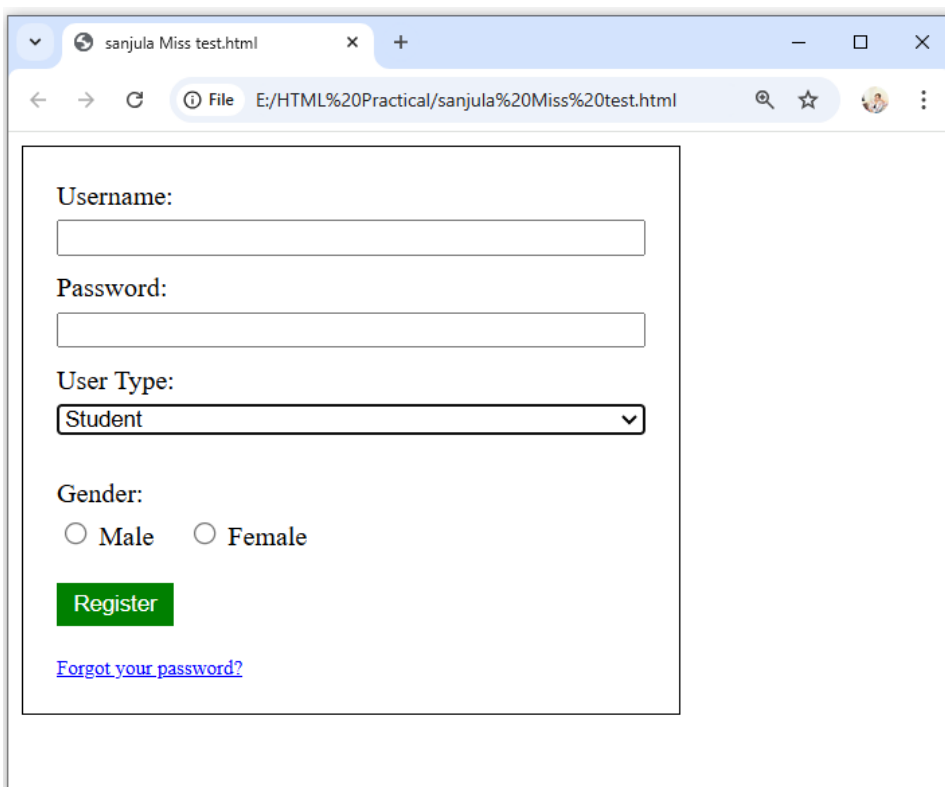 sanjula Miss test.html
File E:/HTML%20Practical/sanjula%20Miss%20test.html
Username:
Password:
User Type:
Student
Gender:
Male Female
Register
Forgot your password?